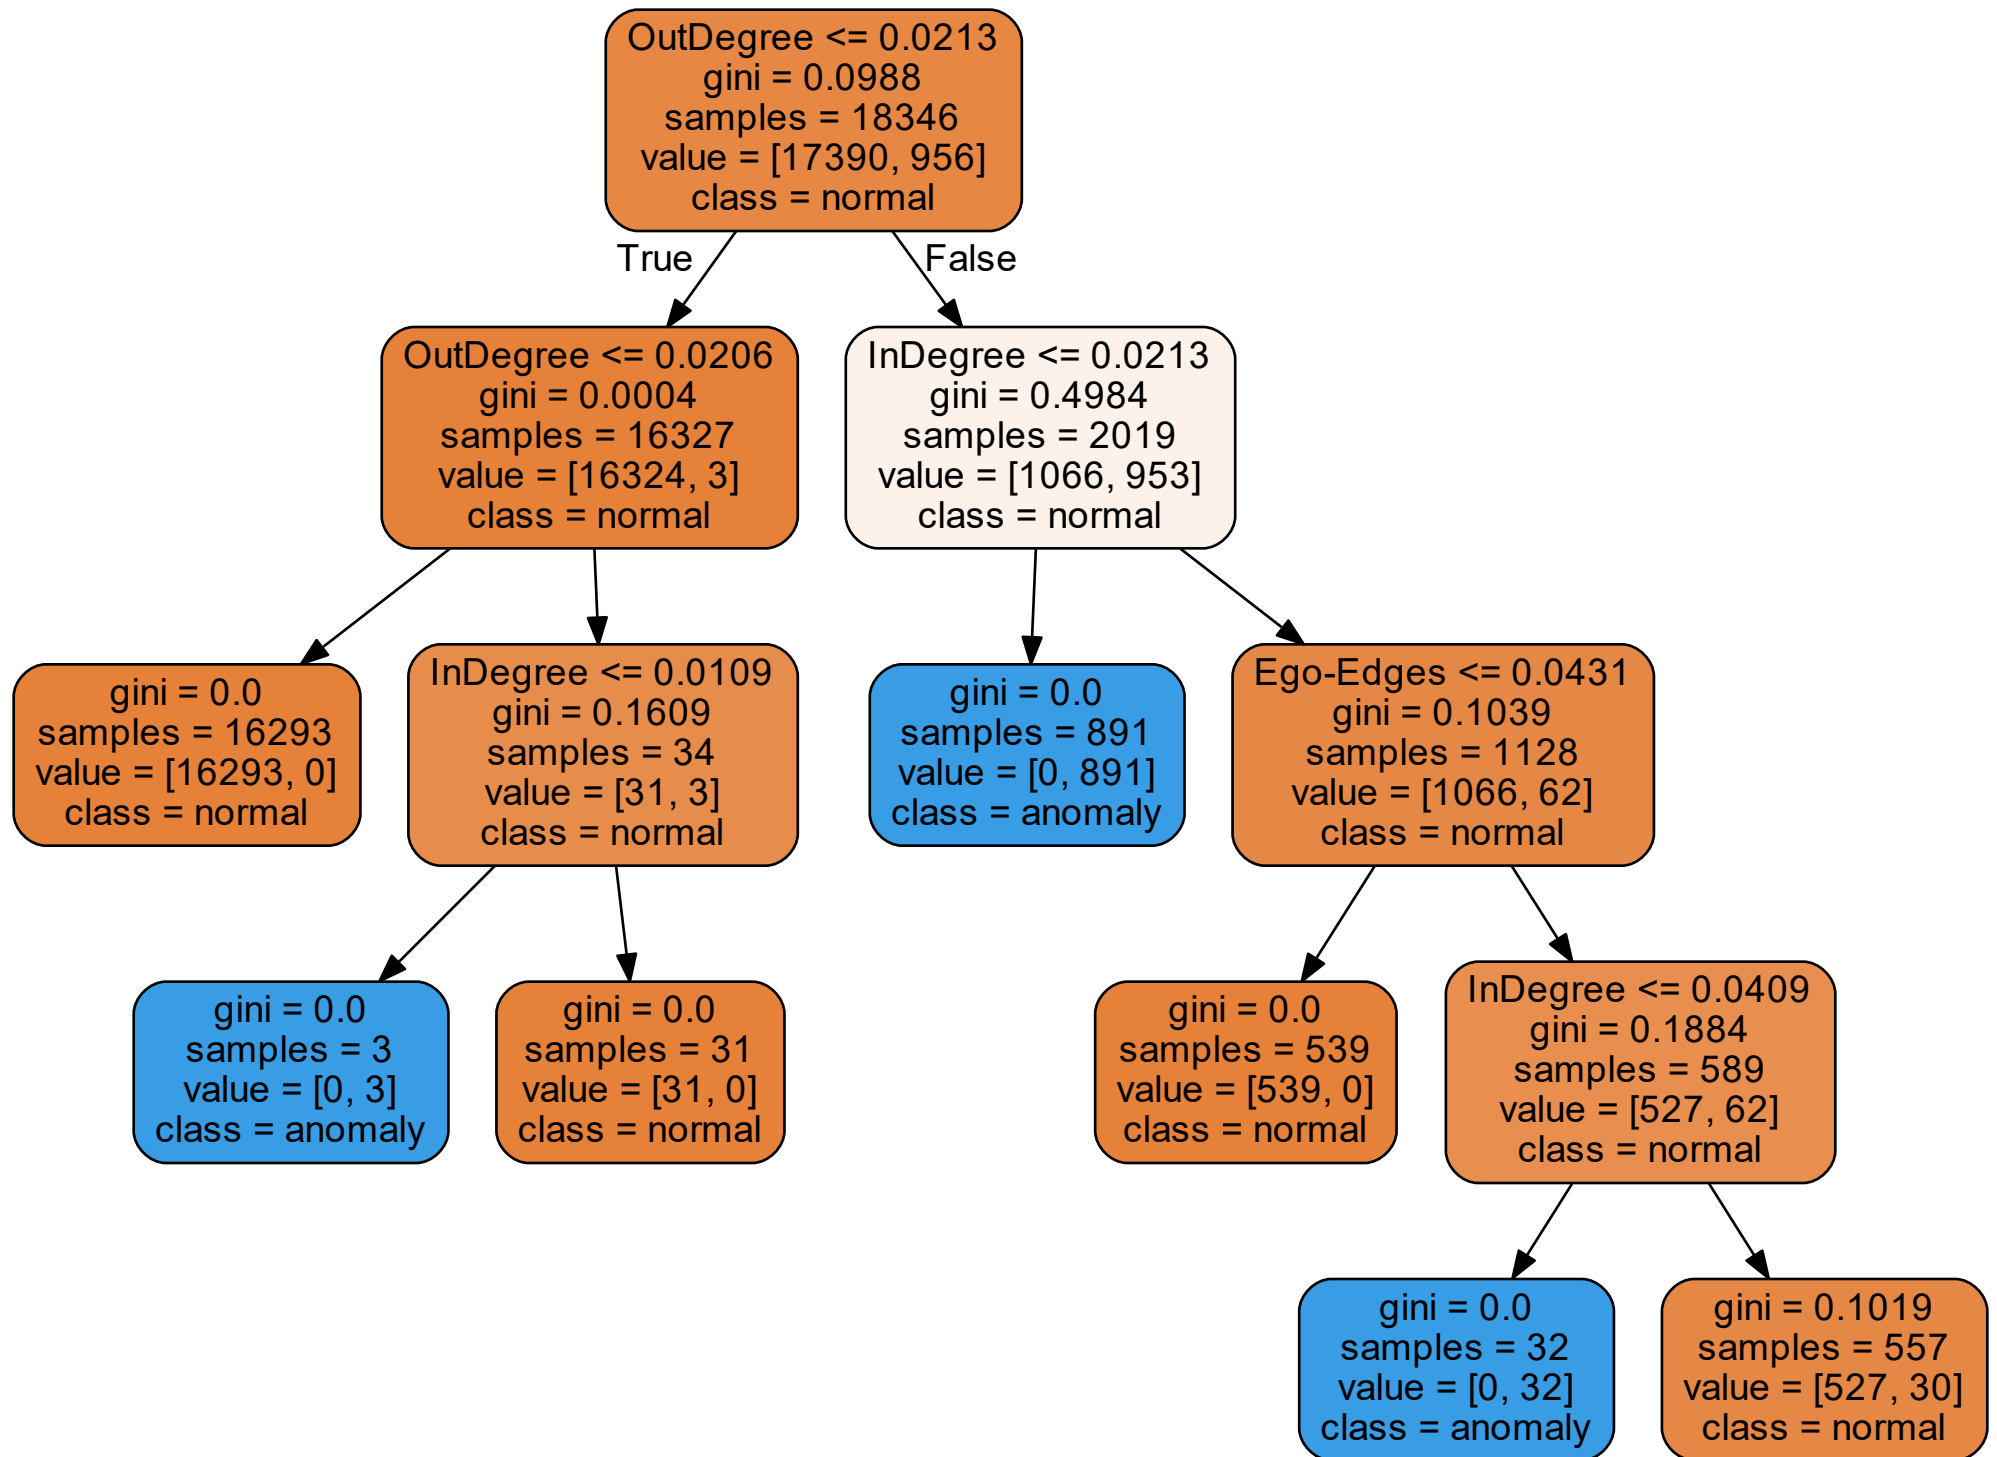 OutDegree <= 0.0213
gini = 0.0988
samples = 18346
value = [17390, 956]
class = normal
True
False
OutDegree <= 0.0206
gini = 0.0004
samples = 16327
value = [16324, 3]
class = normal
InDegree <= 0.0213
gini = 0.4984
samples = 2019
value = [1066, 953]
class = normal
gini = 0.0
samples = 16293
value = [16293, 0]
class = normal
InDegree <= 0.0109
gini = 0.1609
samples = 34
value = [31, 3]
class = normal
gini = 0.0
samples = 891
value = [0, 891]
class = anomaly
Ego-Edges <= 0.0431
gini = 0.1039
samples = 1128
value = [1066, 62]
class = normal
gini = 0.0
samples = 3
value = [0, 3]
class = anomaly
gini = 0.0
samples = 31
value = [31, 0]
class = normal
gini = 0.0
samples = 539
value = [539, 0]
class = normal
InDegree <= 0.0409
gini = 0.1884
samples = 589
value = [527, 62]
class = normal
gini = 0.0
samples = 32
value = [0, 32]
class = anomaly
gini = 0.1019
samples = 557
value = [527, 30]
class = normal